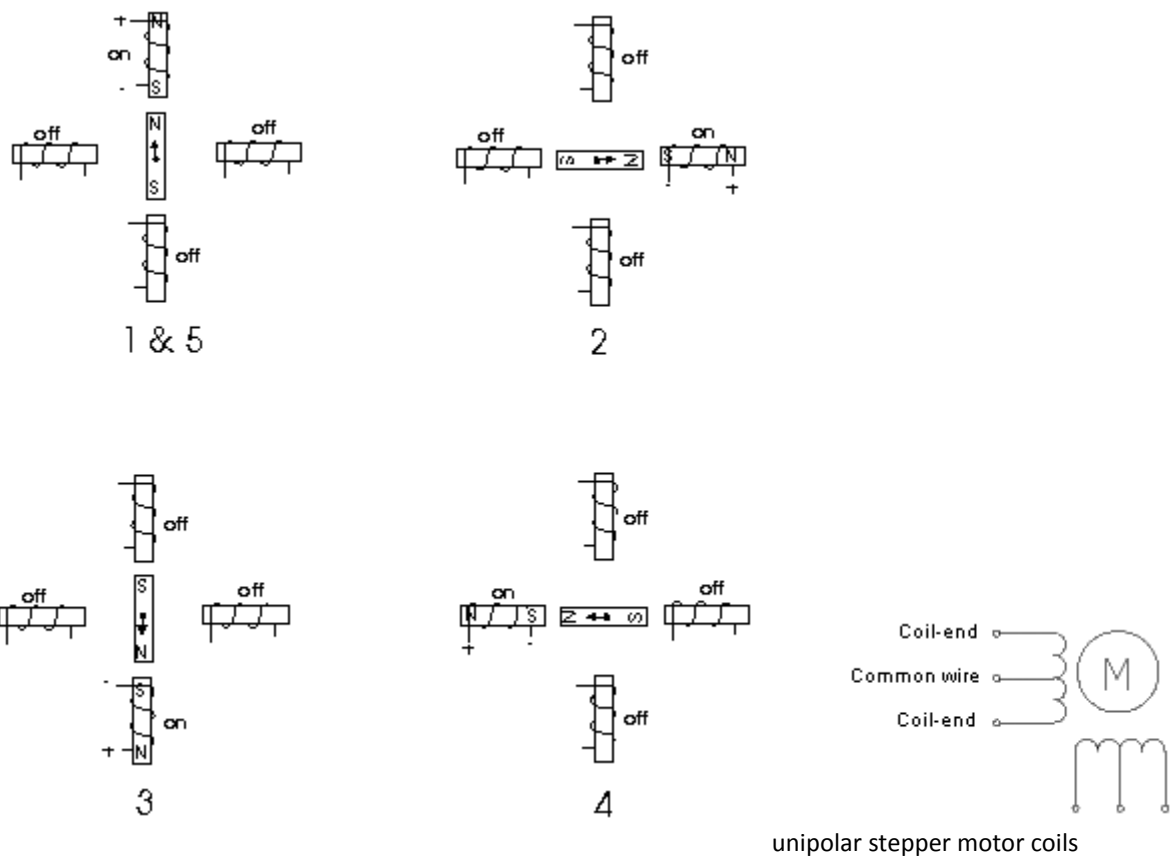 + N
on
- S
off
N
S
off
off
1 & 5
off
off
S N
on
S N
- +
off
2
off
off
S
N
off
- S
on
+ N
3
off
on
N S
+ -
N S
off
off
4
Coil-end
Common wire
Coil-end
M
unipolar stepper motor coils